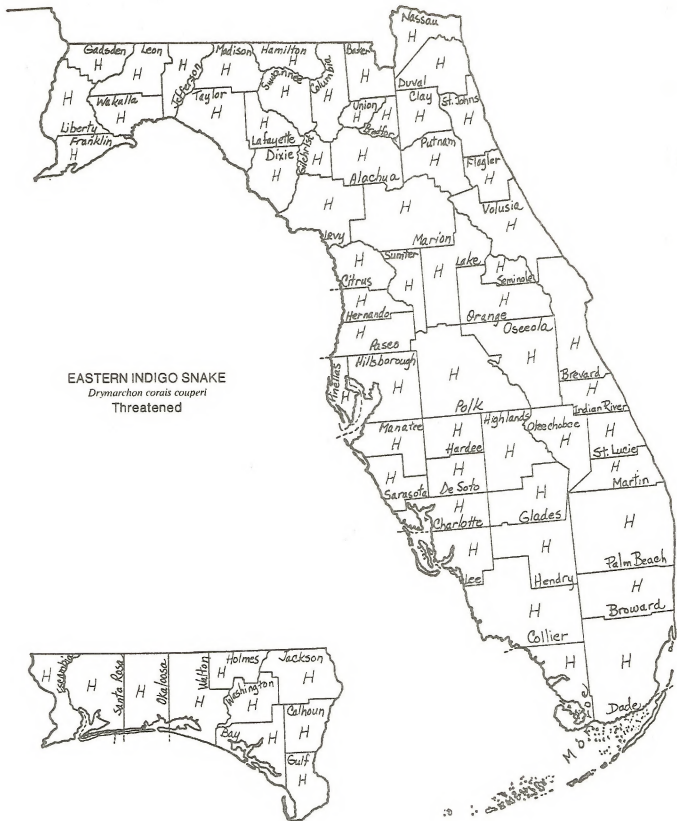 Nassau
H
Gadsden Leon Madison Hamilton Baker
H H H H H H H
Jefferson Suwannee Columbia
Duval
H
Wakulla Taylor Union Clay St. Johns
H H H H H H H H
Bradford
Liberty Lafayette Putnam
H H
Franklin Dixie Gilchrist Flagler
H H H H H
Alachua
H
Volusia
H H H
Levy Marion
Sumter
H H H Lake H
Citrus Seminole
H H
Hernando Orange
H Osceola
Pasco H H
Hillsborough
Pinellas H H H
Brevard
EASTERN INDIGO SNAKE
Drymarchon corais couperi
Threatened
H
Polk Indian River
Manatee Highlands Okeechobee
H H H H H
Hardee St. Lucie
H H H
Sarasota De Soto Martin
H H
Charlotte Glades
H H H
Lee Hendry Palm Beach
H
H Broward
Collier
H H
Monroe
Dade
Holmes Jackson
H H H
Escambia Santa Rosa Okaloosa Walton Washington
H H H H
Calhoun
H
Bay
H
Gulf
H